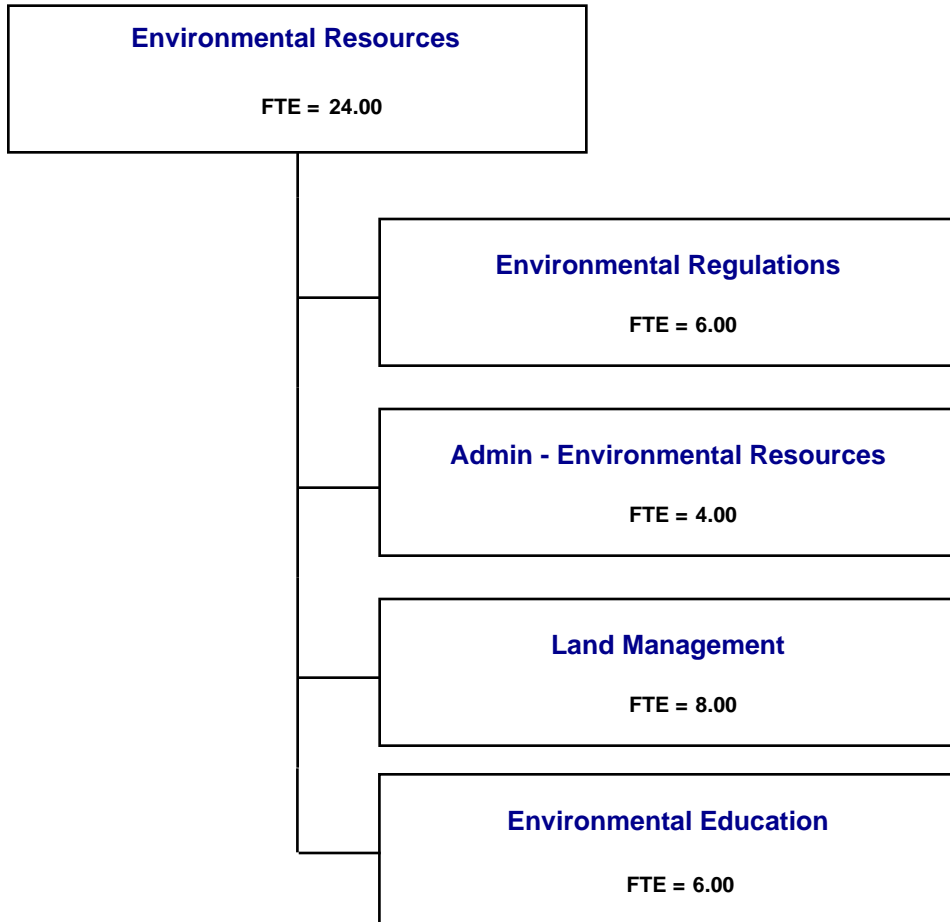 Environmental Resources
FTE = 24.00
Environmental Regulations
FTE = 6.00
Admin - Environmental Resources
FTE = 4.00
Land Management
FTE = 8.00
Environmental Education
FTE = 6.00